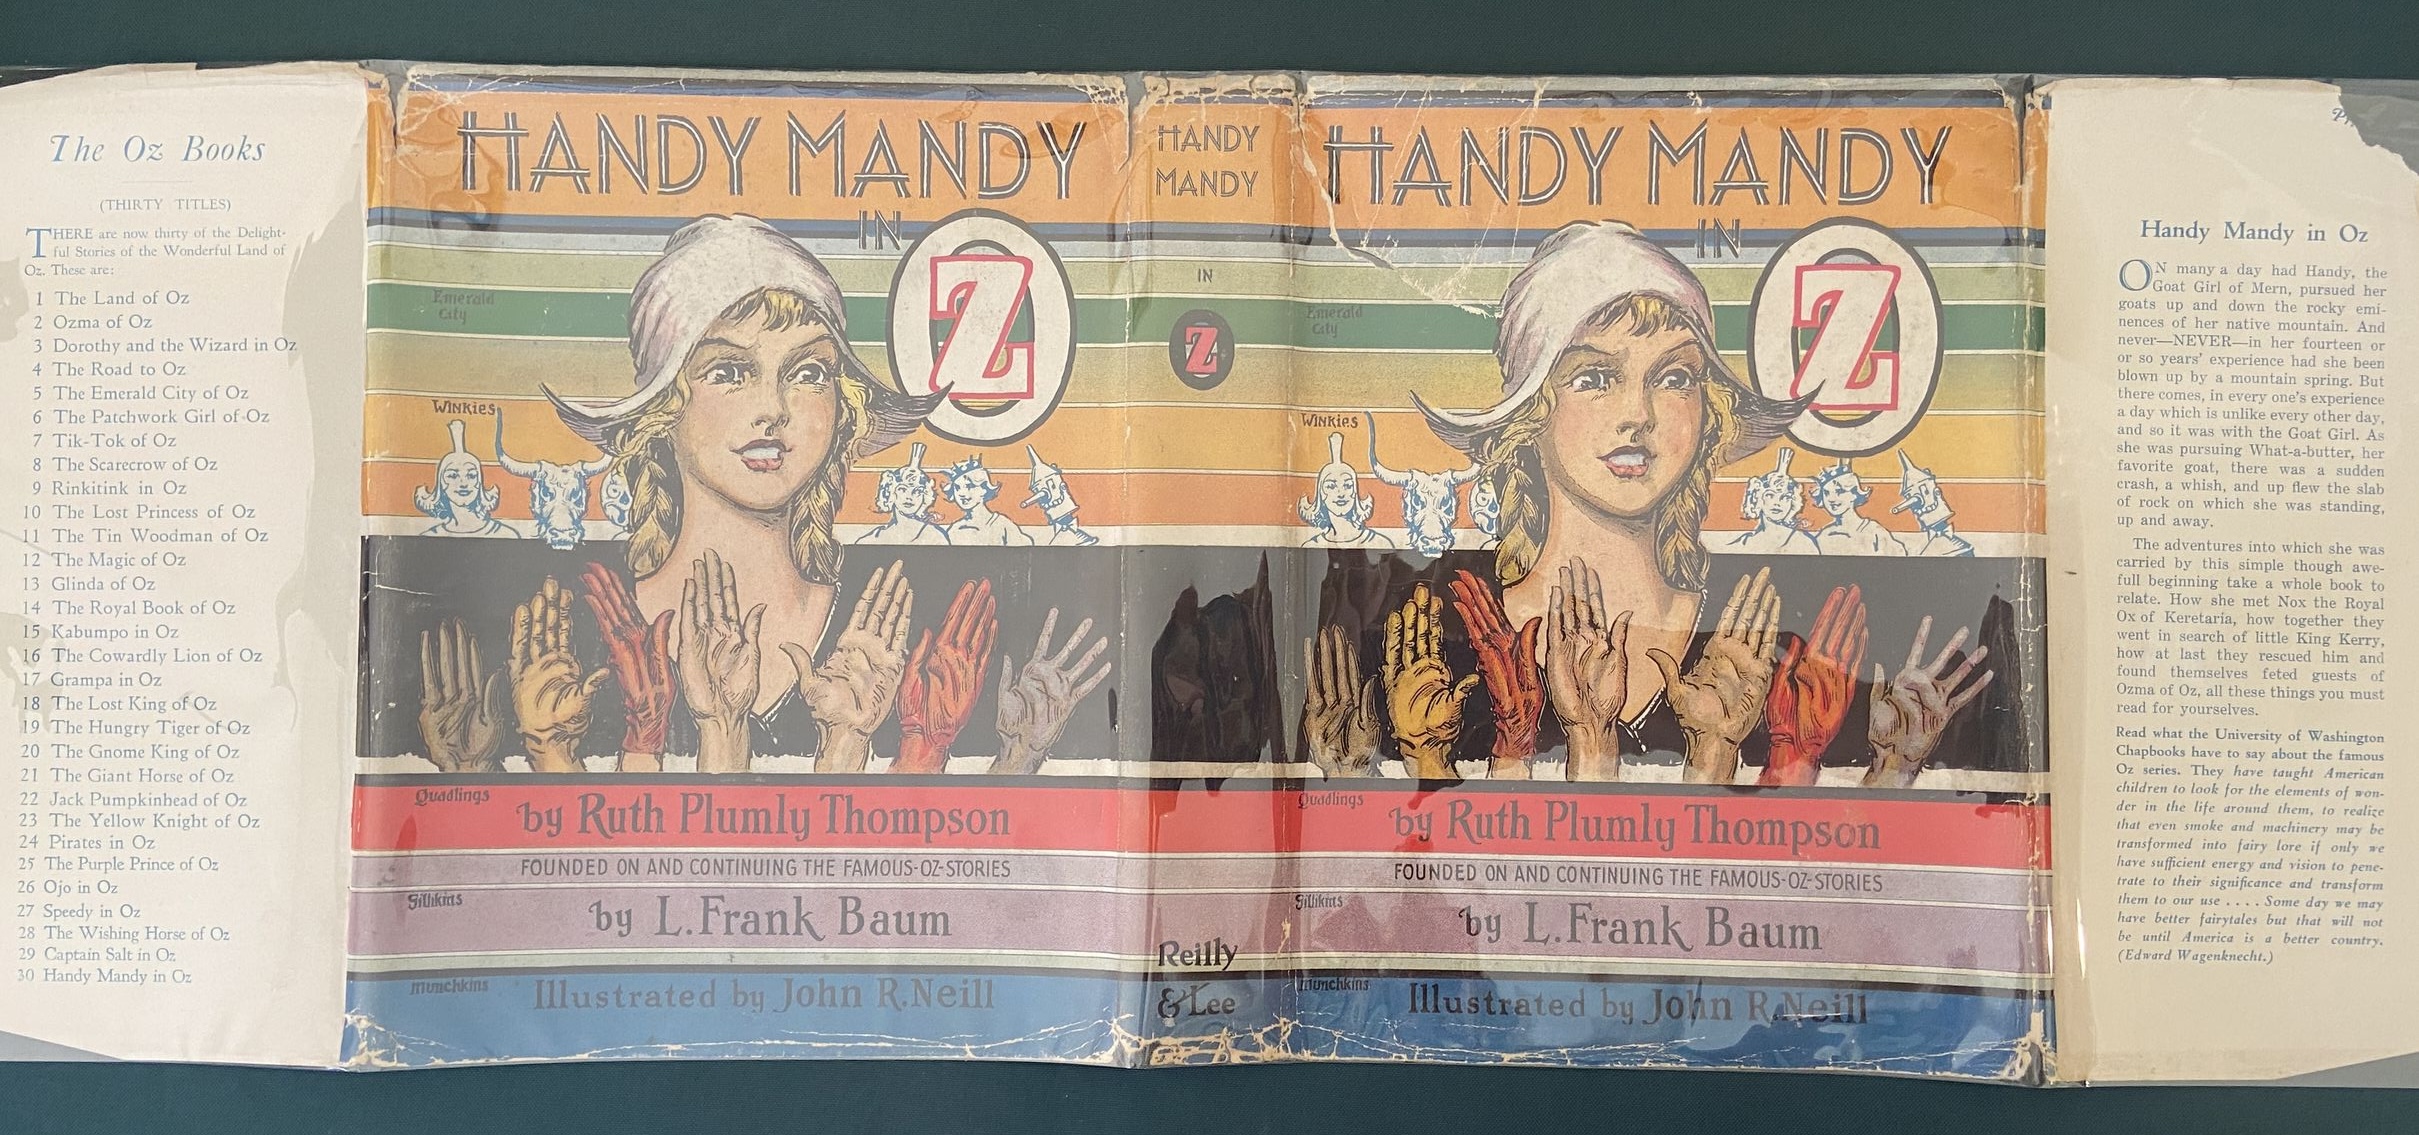 The Oz Books
(THIRTY TITLES)
THERE are now thirty of the Delight-
ful Stories of the Wonderful Land of
Oz. These are:
1 The Land of Oz
2 Ozma of Oz
3 Dorothy and the Wizard in Oz
4 The Road to Oz
5 The Emerald City of Oz
6 The Patchwork Girl of Oz
7 Tik-Tok of Oz
8 The Scarecrow of Oz
9 Rinkitink in Oz
10 The Lost Princess of Oz
11 The Tin Woodman of Oz
12 The Magic of Oz
13 Glinda of Oz
14 The Royal Book of Oz
15 Kabumpo in Oz
16 The Cowardly Lion of Oz
17 Grampa in Oz
18 The Lost King of Oz
19 The Hungry Tiger of Oz
20 The Gnome King of Oz
21 The Giant Horse of Oz
22 Jack Pumpkinhead of Oz
23 The Yellow Knight of Oz
24 Pirates in Oz
25 The Purple Prince of Oz
26 Ojo in Oz
27 Speedy in Oz
28 The Wishing Horse of Oz
29 Captain Salt in Oz
30 Handy Mandy in Oz
HANDY MANDY
IN OZ
Emerald
City
Winkies
Quadlings
by Ruth Plumly Thompson
FOUNDED ON AND CONTINUING THE FAMOUS-OZ-STORIES
Gillikins
by L. Frank Baum
Munchkins
Illustrated by John R. Neill
HANDY
MANDY
IN
OZ
Reilly
& Lee
HANDY MANDY
IN OZ
Emerald
City
Winkies
Quadlings
by Ruth Plumly Thompson
FOUNDED ON AND CONTINUING THE FAMOUS-OZ-STORIES
Gillikins
by L. Frank Baum
Munchkins
Illustrated by John R. Neill
Handy Mandy in Oz
ON many a day had Handy, the
Goat Girl of Mern, pursued her
goats up and down the rocky emi-
nences of her native mountain. And
never—NEVER—in her fourteen or
or so years' experience had she been
blown up by a mountain spring. But
there comes, in every one's experience
a day which is unlike every other day,
and so it was with the Goat Girl. As
she was pursuing What-a-butter, her
favorite goat, there was a sudden
crash, a whish, and up flew the slab
of rock on which she was standing,
up and away.
The adventures into which she was
carried by this simple though awe-
full beginning take a whole book to
relate. How she met Nox the Royal
Ox of Keretaria, how together they
went in search of little King Kerry,
how at last they rescued him and
found themselves feted guests of
Ozma of Oz, all these things you must
read for yourselves.
Read what the University of Washington
Chapbooks have to say about the famous
Oz series. They have taught American
children to look for the elements of won-
der in the life around them, to realize
that even smoke and machinery may be
transformed into fairy lore if only we
have sufficient energy and vision to pene-
trate to their significance and transform
them to our use . . . . Some day we may
have better fairytales but that will not
be until America is a better country.
(Edward Wagenknecht.)